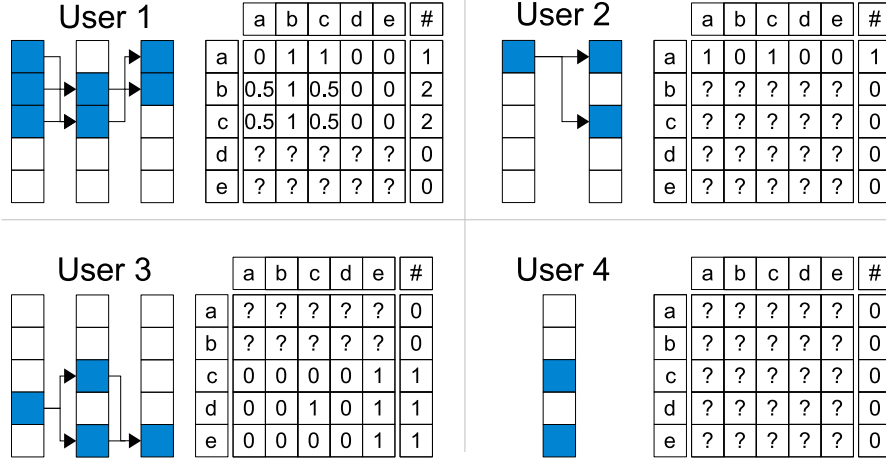 User 1
a b c d e #
a 0 1 1 0 0 1
b 0.5 1 0.5 0 0 2
c 0.5 1 0.5 0 0 2
d ? ? ? ? ? 0
e ? ? ? ? ? 0
User 2
a b c d e #
a 1 0 1 0 0 1
b ? ? ? ? ? 0
c ? ? ? ? ? 0
d ? ? ? ? ? 0
e ? ? ? ? ? 0
User 3
a b c d e #
a ? ? ? ? ? 0
b ? ? ? ? ? 0
c 0 0 0 0 1 1
d 0 0 1 0 1 1
e 0 0 0 0 1 1
User 4
a b c d e #
a ? ? ? ? ? 0
b ? ? ? ? ? 0
c ? ? ? ? ? 0
d ? ? ? ? ? 0
e ? ? ? ? ? 0